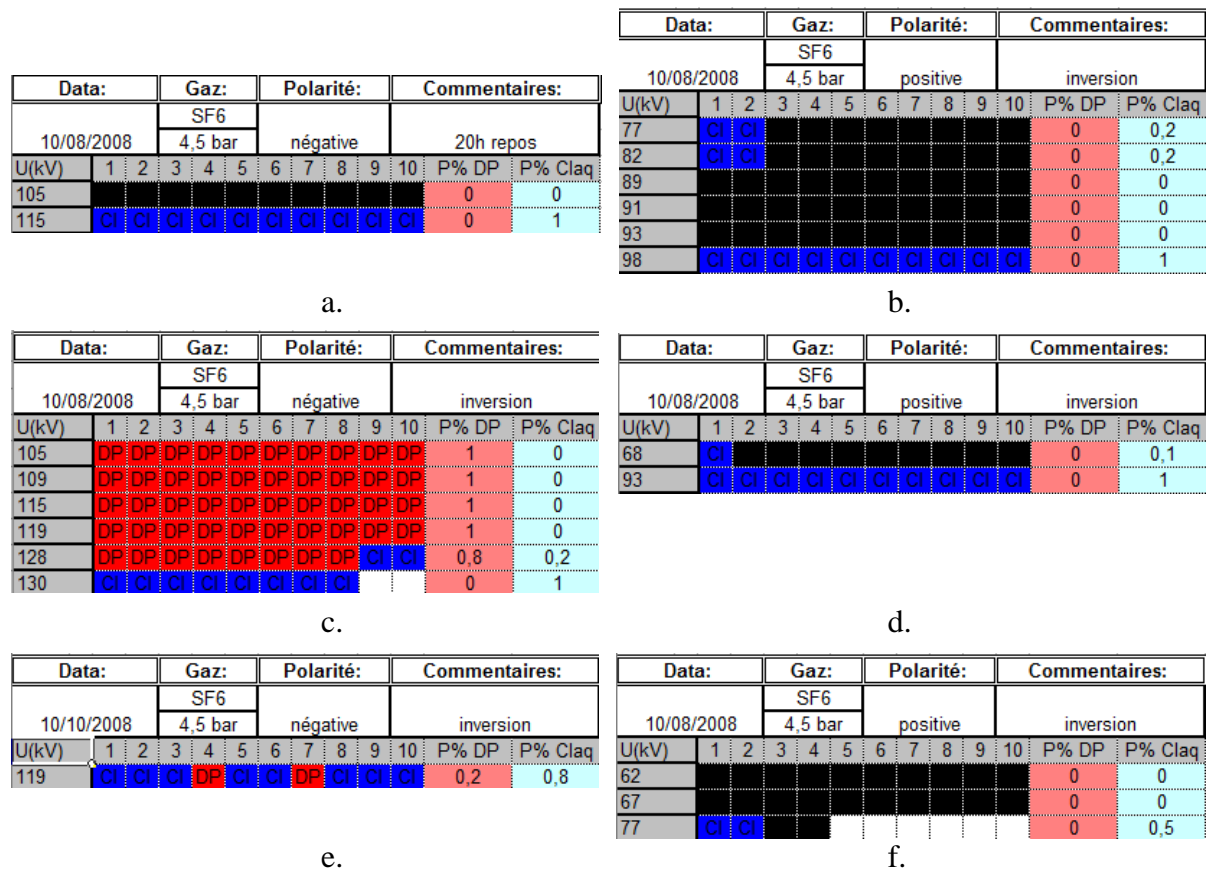 Data: Gaz: Polarité: Commentaires:
SF6
10/08/2008 4,5 bar négative 20h repos
U(kV) 1 2 3 4 5 6 7 8 9 10 P% DP P% Claq
105 0 0
115 Cl Cl Cl Cl Cl Cl Cl Cl Cl Cl 0 1
a.
Data: Gaz: Polarité: Commentaires:
SF6
10/08/2008 4,5 bar positive inversion
U(kV) 1 2 3 4 5 6 7 8 9 10 P% DP P% Claq
77 Cl Cl 0 0,2
82 Cl Cl 0 0,2
89 0 0
91 0 0
93 0 0
98 Cl Cl Cl Cl Cl Cl Cl Cl Cl Cl 0 1
b.
Data: Gaz: Polarité: Commentaires:
SF6
10/08/2008 4,5 bar négative inversion
U(kV) 1 2 3 4 5 6 7 8 9 10 P% DP P% Claq
105 DP DP DP DP DP DP DP DP DP DP 1 0
109 DP DP DP DP DP DP DP DP DP DP 1 0
115 DP DP DP DP DP DP DP DP DP DP 1 0
119 DP DP DP DP DP DP DP DP DP DP 1 0
128 DP DP DP DP DP DP DP DP Cl Cl 0,8 0,2
130 Cl Cl Cl Cl Cl Cl Cl Cl 0 1
c.
Data: Gaz: Polarité: Commentaires:
SF6
10/08/2008 4,5 bar positive inversion
U(kV) 1 2 3 4 5 6 7 8 9 10 P% DP P% Claq
68 Cl 0 0,1
93 Cl Cl Cl Cl Cl Cl Cl Cl Cl Cl 0 1
d.
Data: Gaz: Polarité: Commentaires:
SF6
10/10/2008 4,5 bar négative inversion
U(kV) 1 2 3 4 5 6 7 8 9 10 P% DP P% Claq
119 Cl Cl Cl DP Cl Cl DP Cl Cl Cl 0,2 0,8
e.
Data: Gaz: Polarité: Commentaires:
SF6
10/08/2008 4,5 bar positive inversion
U(kV) 1 2 3 4 5 6 7 8 9 10 P% DP P% Claq
62 0 0
67 0 0
77 Cl Cl 0 0,5
f.